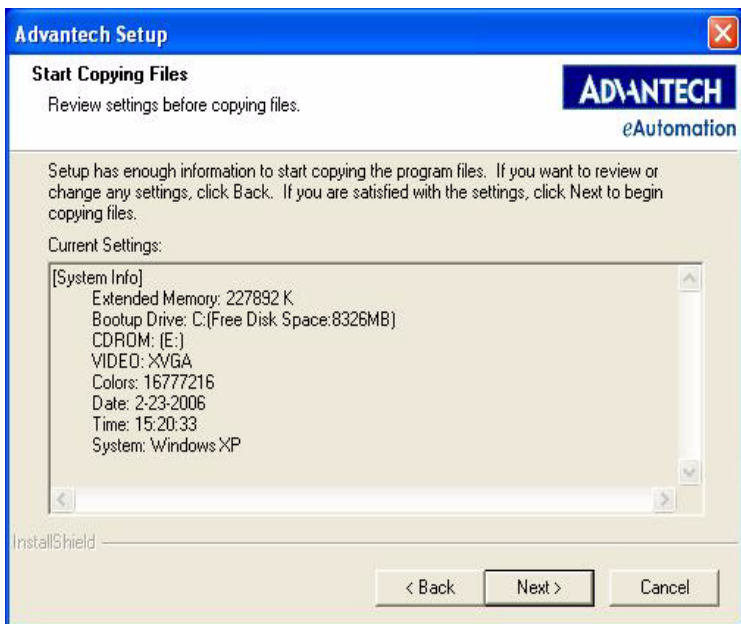 Advantech Setup
Start Copying Files
Review settings before copying files.
ADVANTECH
eAutomation
Setup has enough information to start copying the program files. If you want to review or
change any settings, click Back. If you are satisfied with the settings, click Next to begin
copying files.
Current Settings:
[System Info]
Extended Memory: 227892 K
Bootup Drive: C:(Free Disk Space:8326MB)
CDROM: (E:)
VIDEO: XVGA
Colors: 16777216
Date: 2-23-2006
Time: 15:20:33
System: Windows XP
InstallShield
< Back
Next >
Cancel